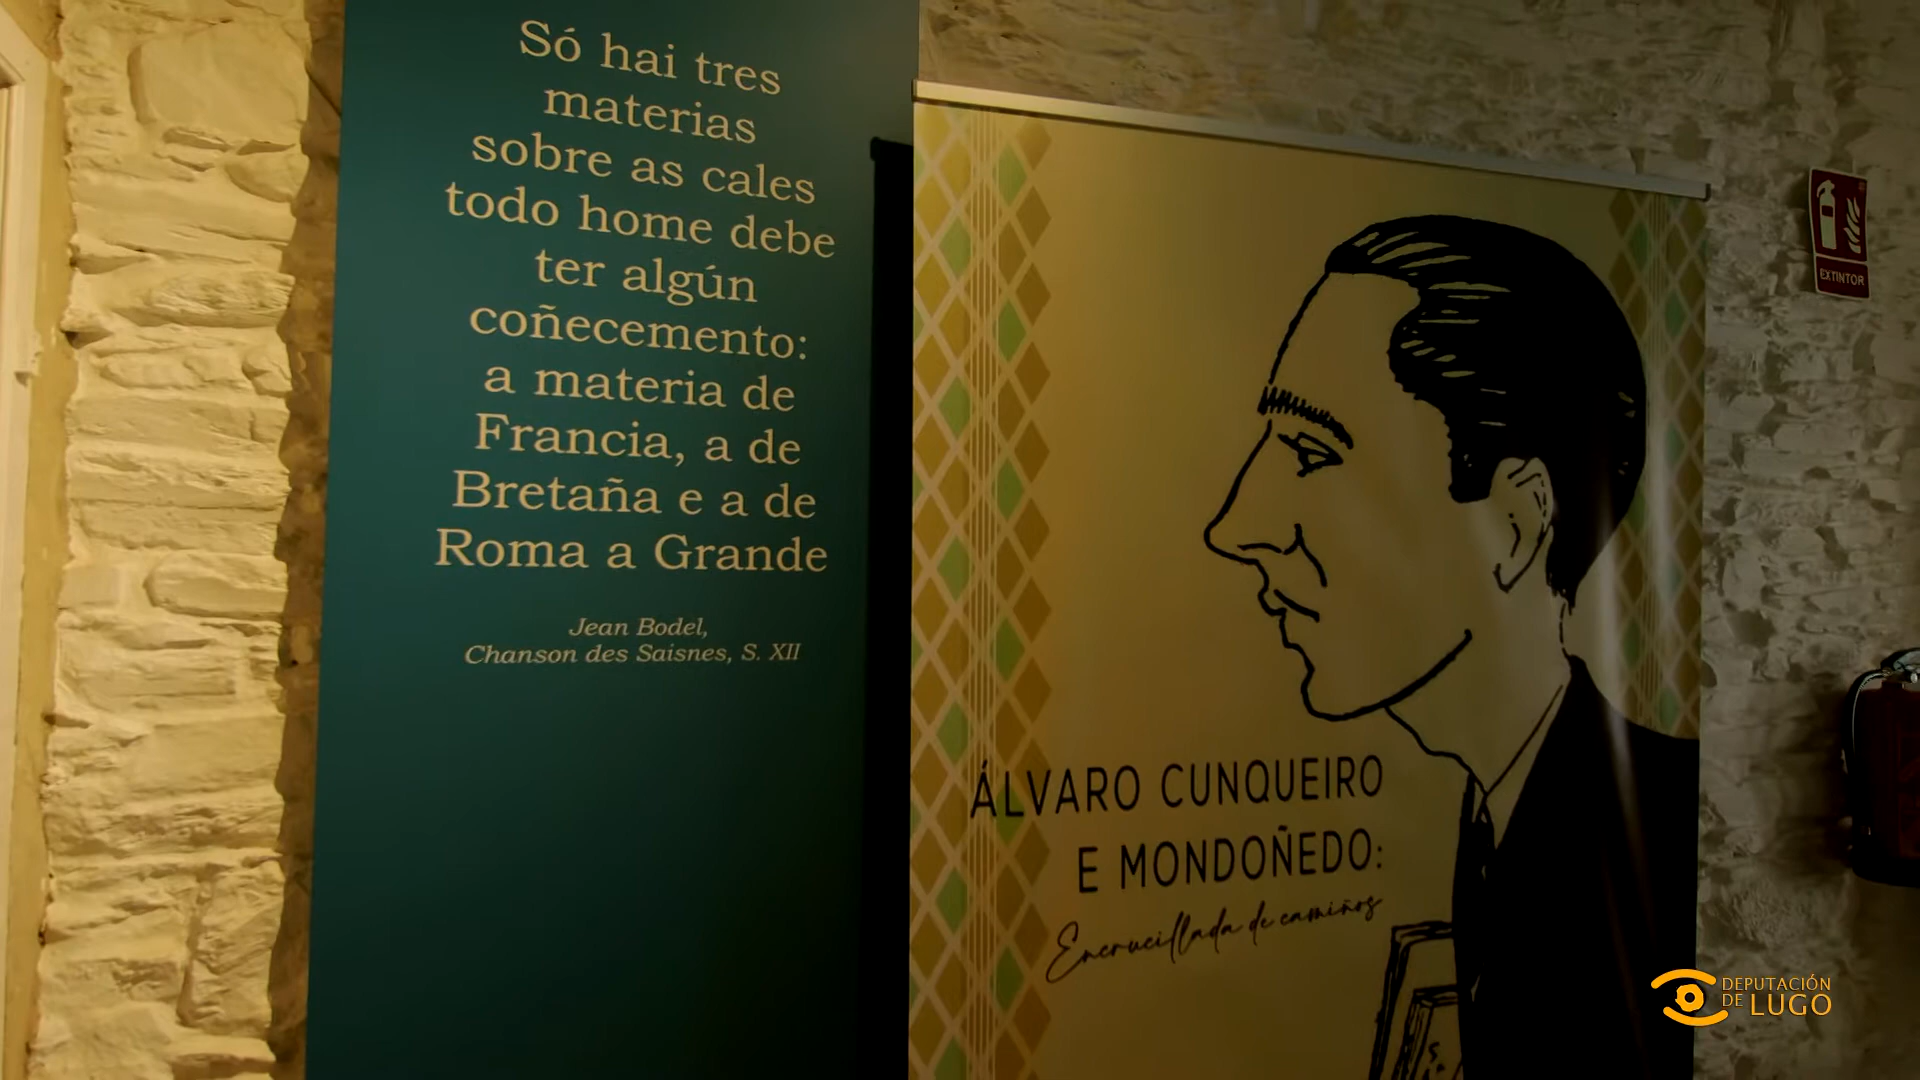 Só hai tres
materias
sobre as cales
todo home debe
ter algún
coñecemento:
a materia de
Francia, a de
Bretaña e a de
Roma a Grande
Jean Bodel,
Chanson des Saisnes, S. XII
ÁLVARO CUNQUEIRO
E MONDOÑEDO:
Encrucillada de camiños
EXTINTOR
DEPUTACIÓN
DE LUGO